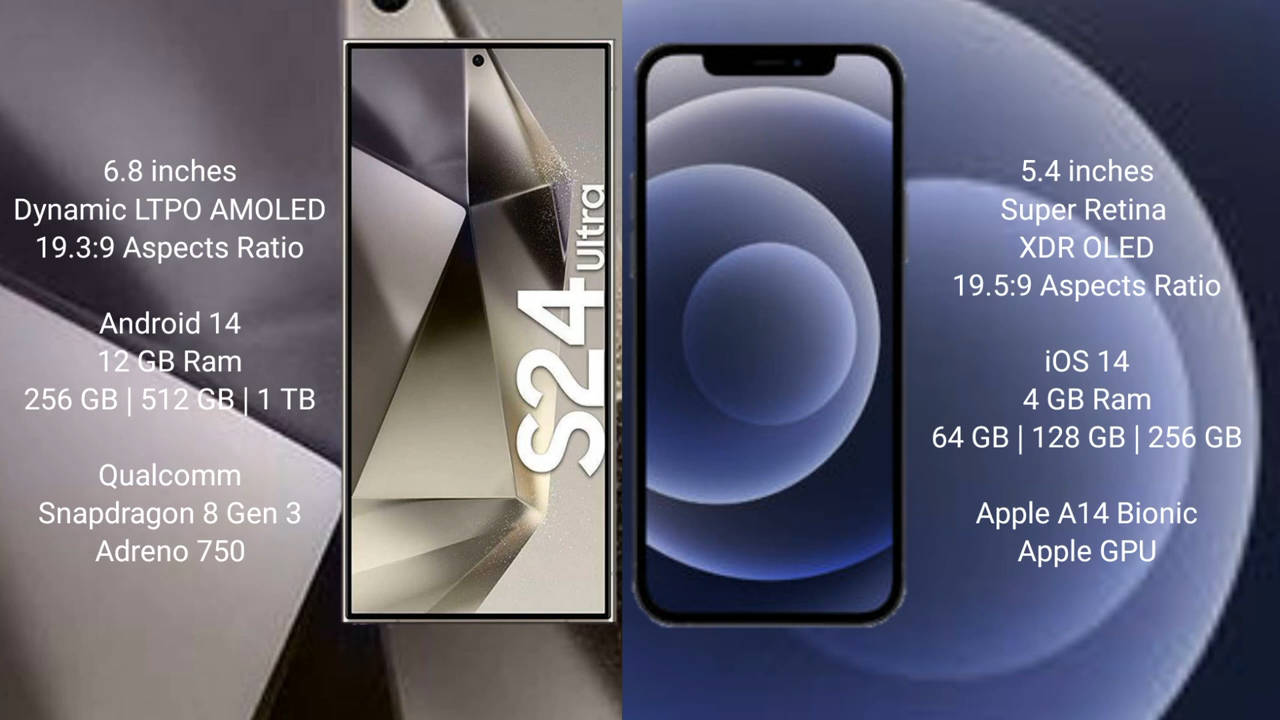 6.8 inches
Dynamic LTPO AMOLED
19.3:9 Aspects Ratio
Android 14
12 GB Ram
256 GB | 512 GB | 1 TB
Qualcomm
Snapdragon 8 Gen 3
Adreno 750
S24 ultra
5.4 inches
Super Retina
XDR OLED
19.5:9 Aspects Ratio
iOS 14
4 GB Ram
64 GB | 128 GB | 256 GB
Apple A14 Bionic
Apple GPU